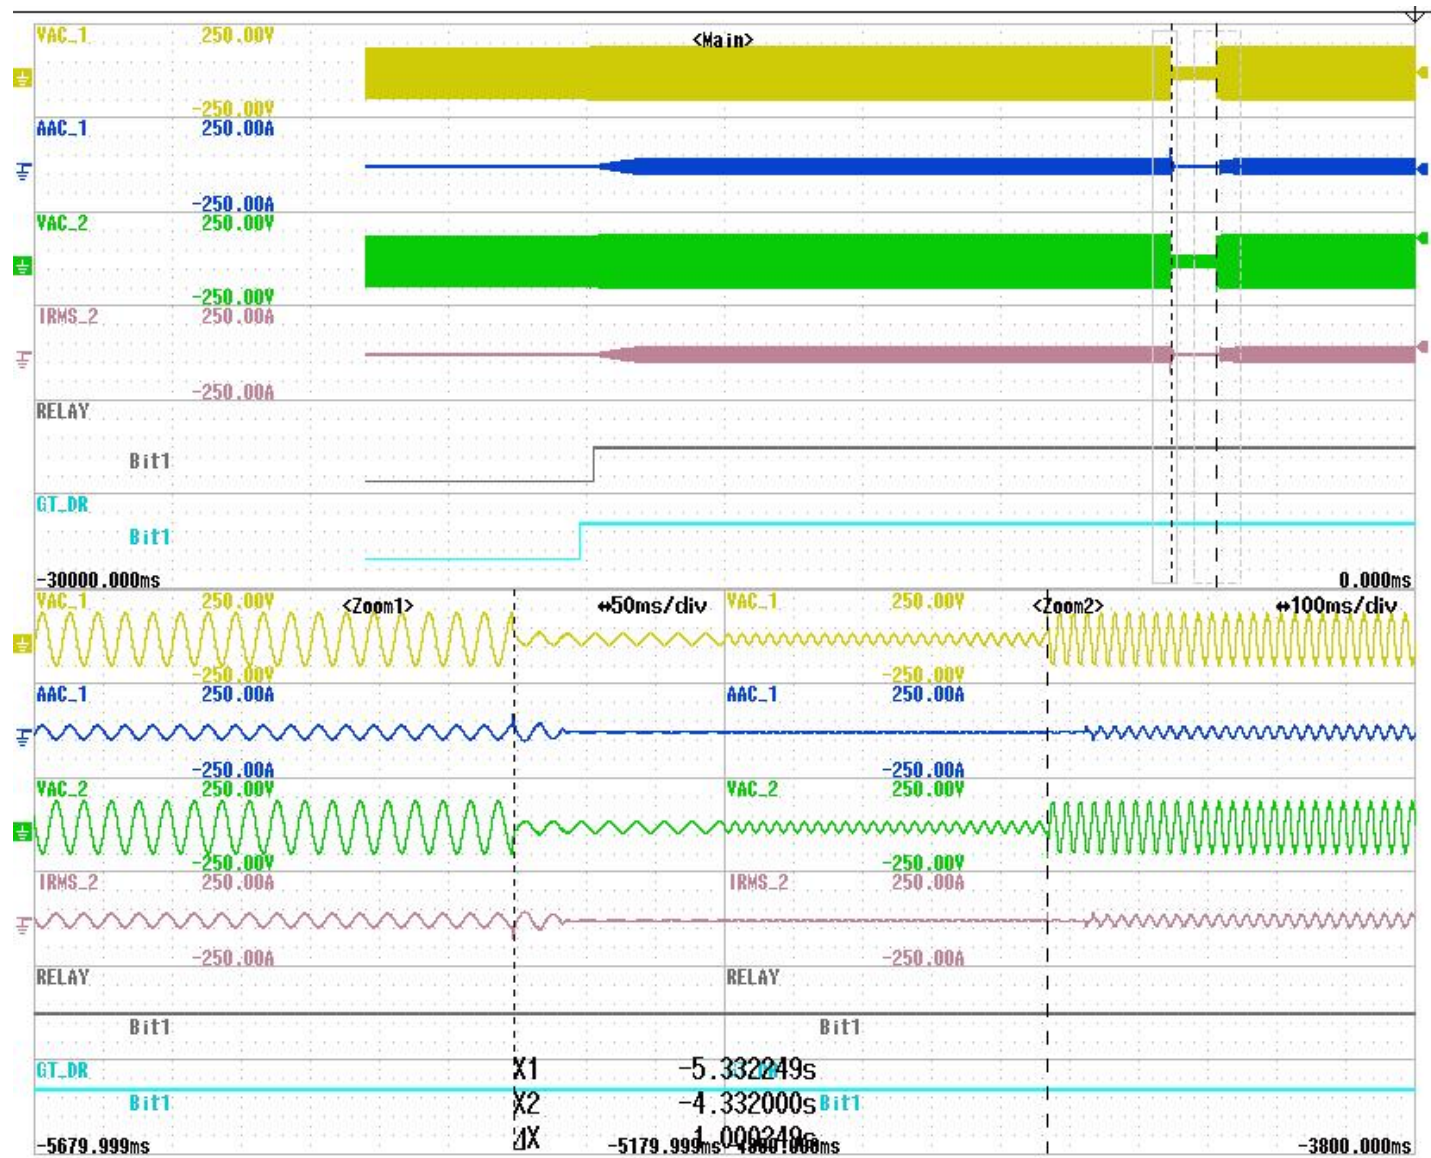 VAC_1 250.00V <Main>
-250.00V
AAC_1 250.00A
-250.00A
VAC_2 250.00V
-250.00V
IRMS_2 250.00A
-250.00A
RELAY
Bit1
GT_DR
Bit1
-30000.000ms 0.000ms
VAC_1 250.00V <Zoom1> ↔50ms/div VAC_1 250.00V <Zoom2> ↔100ms/div
-250.00V -250.00V
AAC_1 250.00A AAC_1 250.00A
-250.00A -250.00A
VAC_2 250.00V VAC_2 250.00V
-250.00V -250.00V
IRMS_2 250.00A IRMS_2 250.00A
-250.00A -250.00A
RELAY RELAY
Bit1 Bit1
GT_DR X1 -5.332249s
Bit1 X2 -4.332000s Bit1
ΔX 1.000249s
-5679.999ms -5179.999ms -3800.000ms